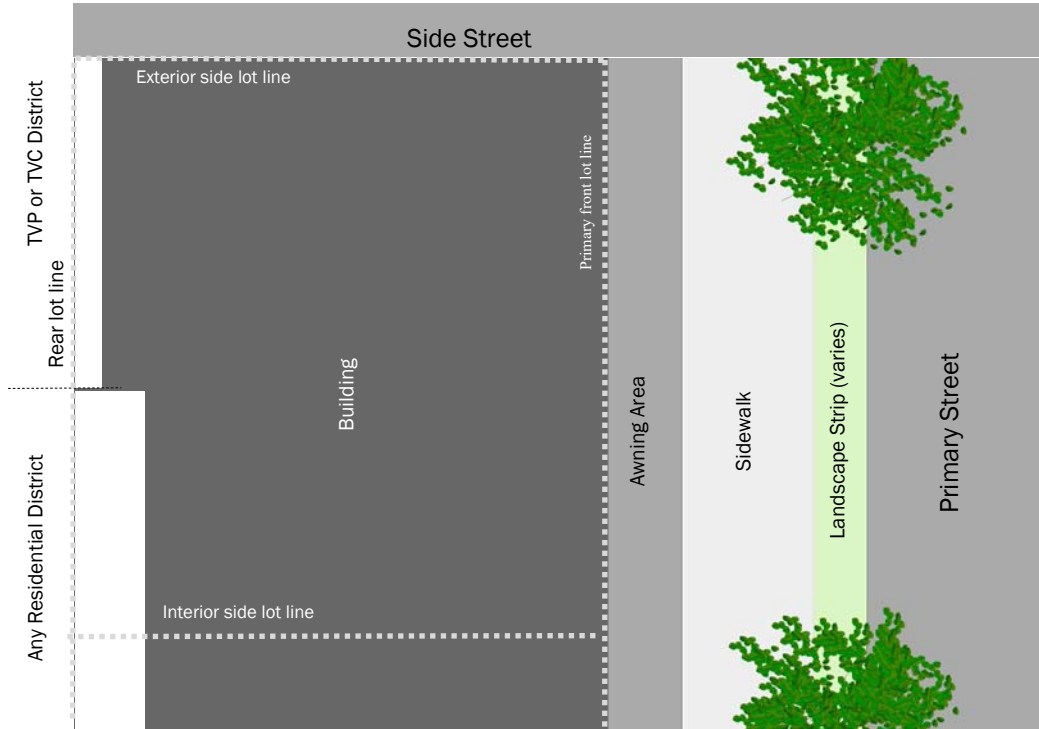 Side Street
Exterior side lot line
TVP or TVC District
Rear lot line
Primary front lot line
Building
Awning Area
Sidewalk
Landscape Strip (varies)
Primary Street
Any Residential District
Interior side lot line